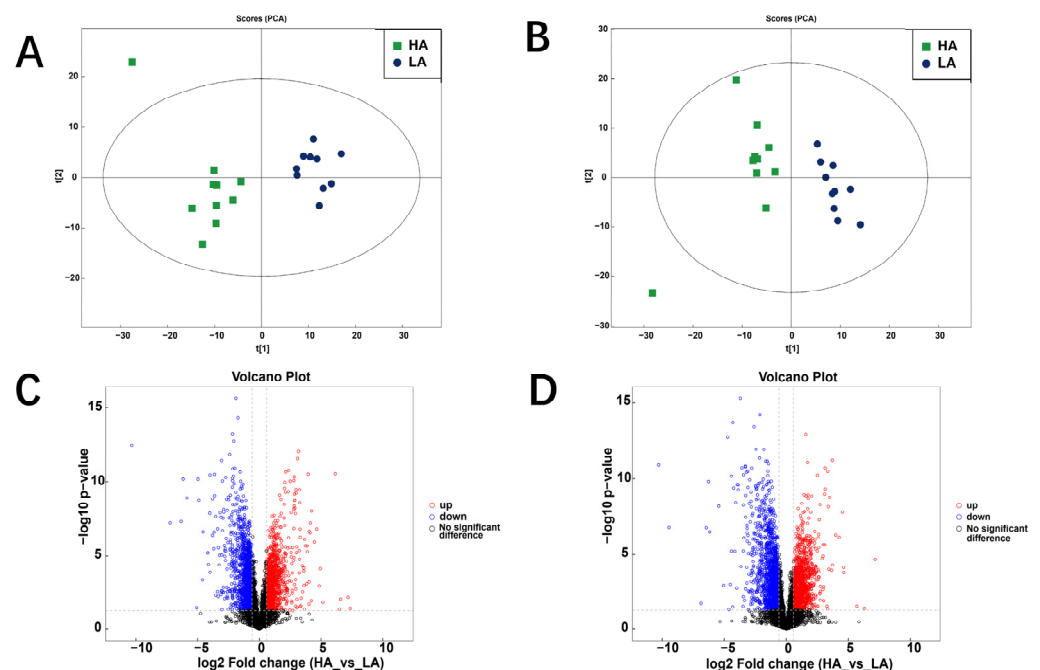 A
Scores (PCA)
HA
LA
20
10
0
−10
−20
t[2]
−30
−20
−10
0
10
20
30
t[1]
B
Scores (PCA)
HA
LA
30
20
10
0
−10
−20
−30
t[2]
−30
−20
−10
0
10
20
30
t[1]
C
Volcano Plot
15
10
5
0
−log10 p−value
−10
−5
0
5
10
log2 Fold change (HA_vs_LA)
up
down
No significant
difference
D
Volcano Plot
15
10
5
0
−log10 p−value
−10
−5
0
5
10
log2 Fold change (HA_vs_LA)
up
down
No significant
difference